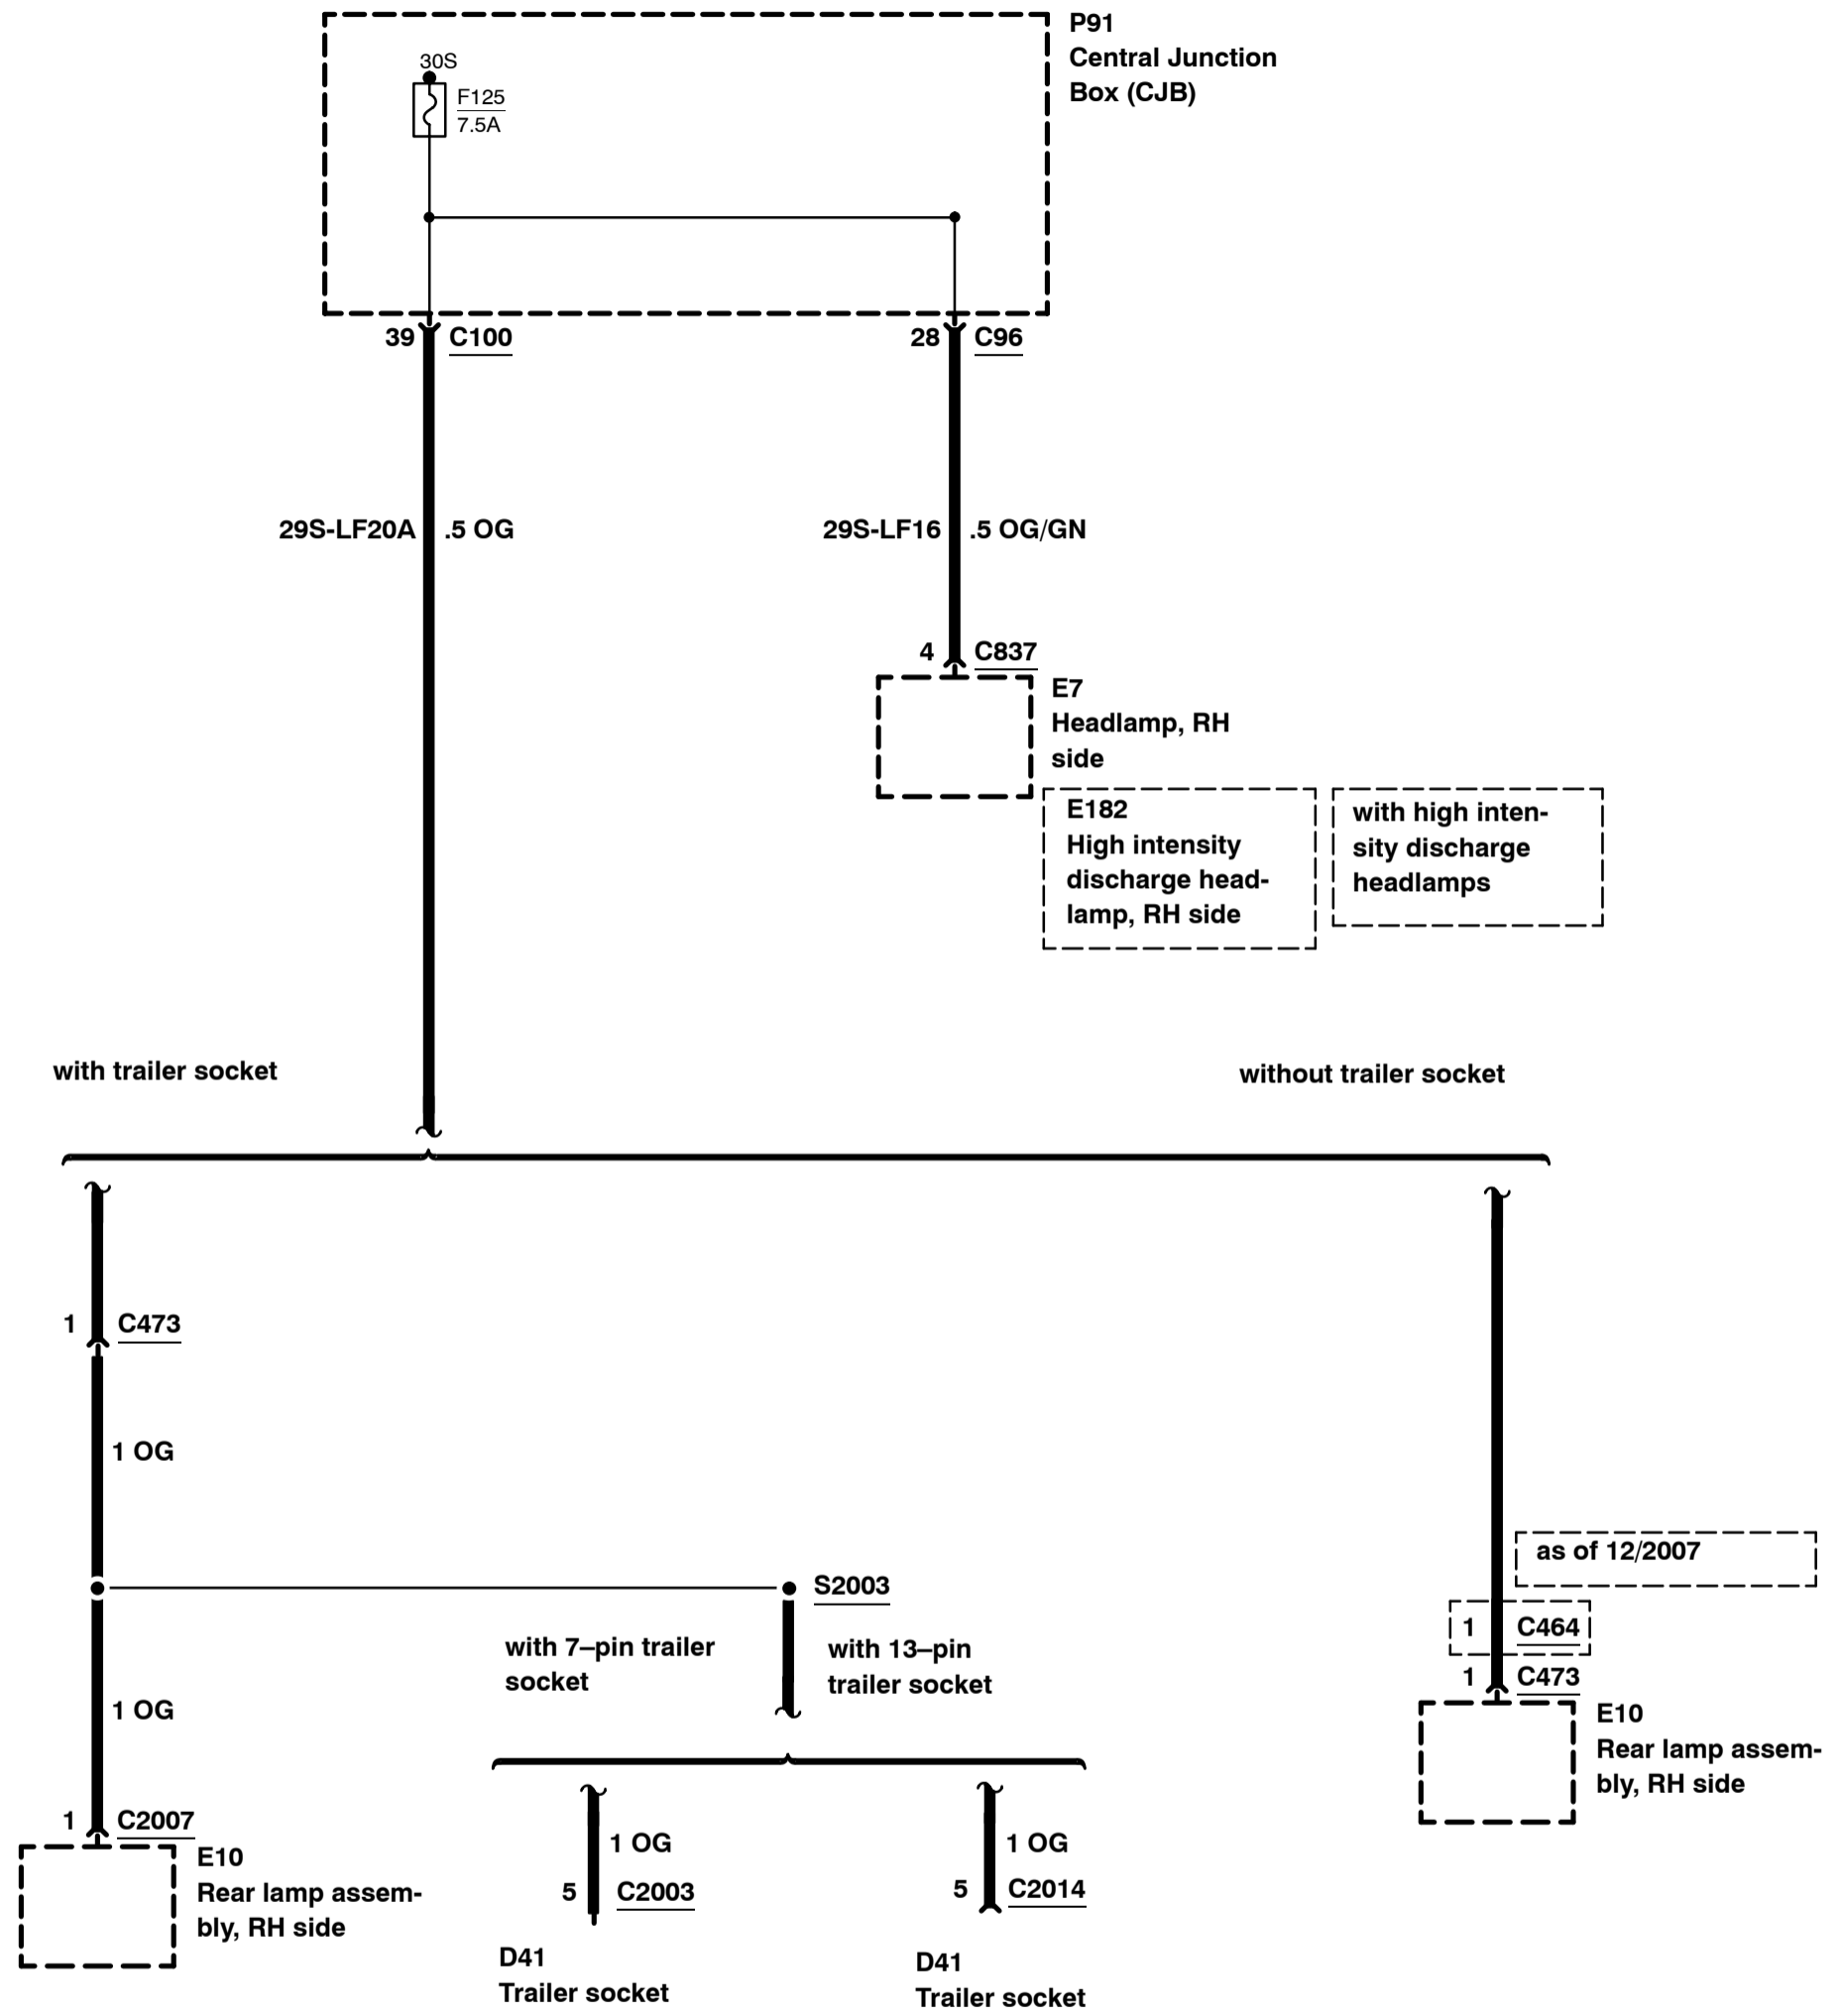 P91
Central Junction
Box (CJB)
30S
F125
7.5A
39 C100
28 C96
29S-LF20A .5 OG
29S-LF16 .5 OG/GN
4 C837
E7
Headlamp, RH
side
E182
High intensity
discharge head-
lamp, RH side
with high inten-
sity discharge
headlamps
with trailer socket
without trailer socket
1 C473
1 OG
as of 12/2007
S2003
1 C464
1 C473
with 7–pin trailer
socket
with 13–pin
trailer socket
1 OG
E10
Rear lamp assem-
bly, RH side
1 C2007
E10
Rear lamp assem-
bly, RH side
1 OG
5 C2003
1 OG
5 C2014
D41
Trailer socket
D41
Trailer socket